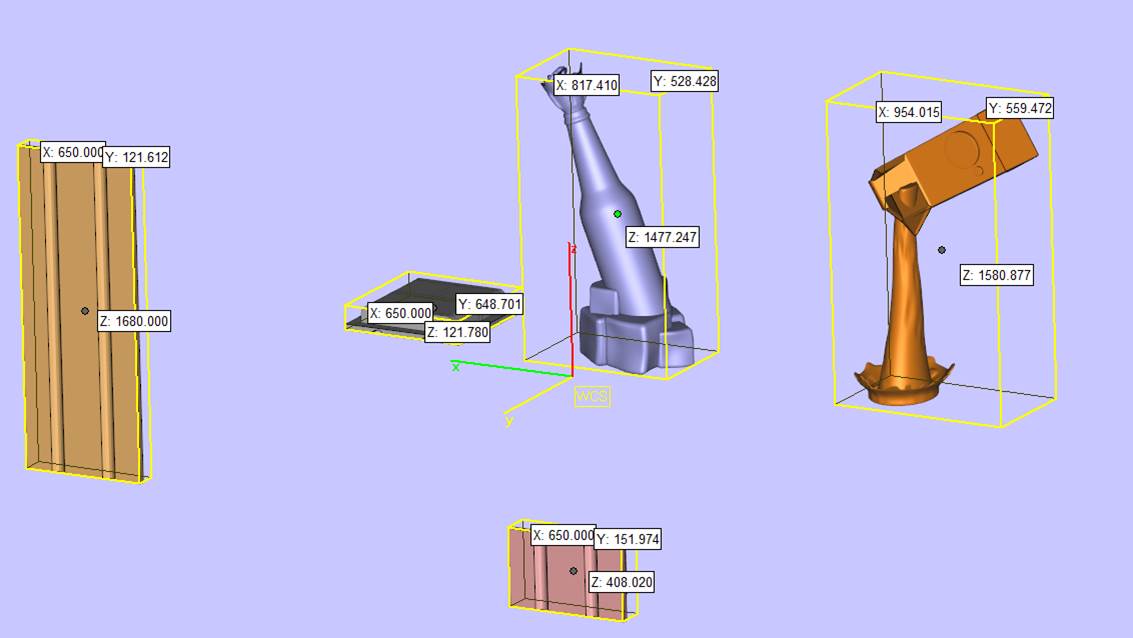 X: 817.410
Y: 528.428
X: 954.015
Y: 559.472
X: 650.000
Y: 121.612
Z: 1477.247
z
Z: 1580.877
X: 650.000
Y: 648.701
Z: 1680.000
Z: 121.780
x
WCS
y
X: 650.000
Y: 151.974
Z: 408.020